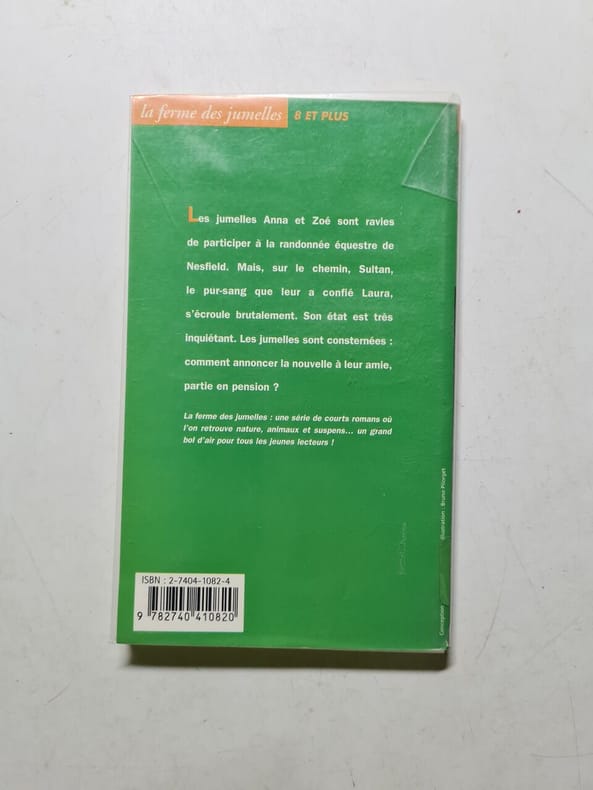 la ferme des jumelles 8 ET PLUS
Les jumelles Anna et Zoé sont ravies
de participer à la randonnée équestre de
Nesfield. Mais, sur le chemin, Sultan,
le pur-sang que leur a confié Laura,
s'écroule brutalement. Son état est très
inquiétant. Les jumelles sont consternées :
comment annoncer la nouvelle à leur amie,
partie en pension ?
La ferme des jumelles : une série de courts romans où
l'on retrouve nature, animaux et suspens... un grand
bol d'air pour tous les jeunes lecteurs !
Conception
illustration : Bruno Pilorget
ISBN : 2-7404-1082-4
9 782740 410820